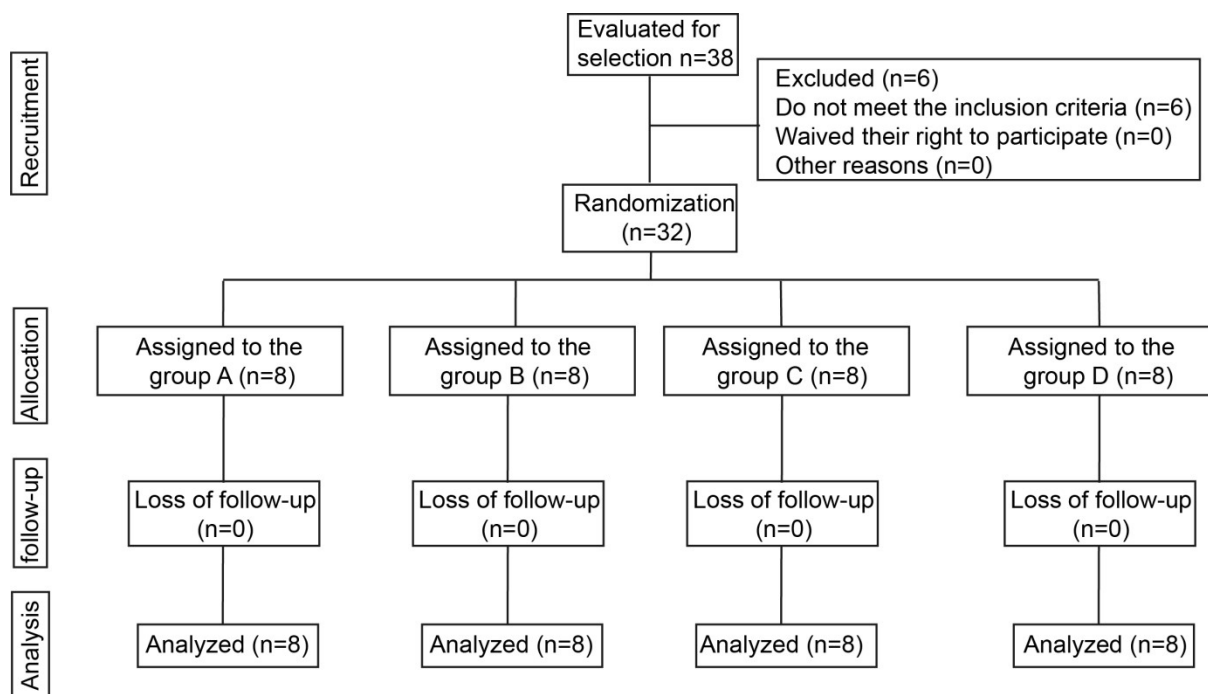 Recruitment
Evaluated for
selection n=38
Excluded (n=6)
Do not meet the inclusion criteria (n=6)
Waived their right to participate (n=0)
Other reasons (n=0)
Randomization
(n=32)
Allocation
Assigned to the
group A (n=8)
Assigned to the
group B (n=8)
Assigned to the
group C (n=8)
Assigned to the
group D (n=8)
follow-up
Loss of follow-up
(n=0)
Loss of follow-up
(n=0)
Loss of follow-up
(n=0)
Loss of follow-up
(n=0)
Analysis
Analyzed (n=8)
Analyzed (n=8)
Analyzed (n=8)
Analyzed (n=8)